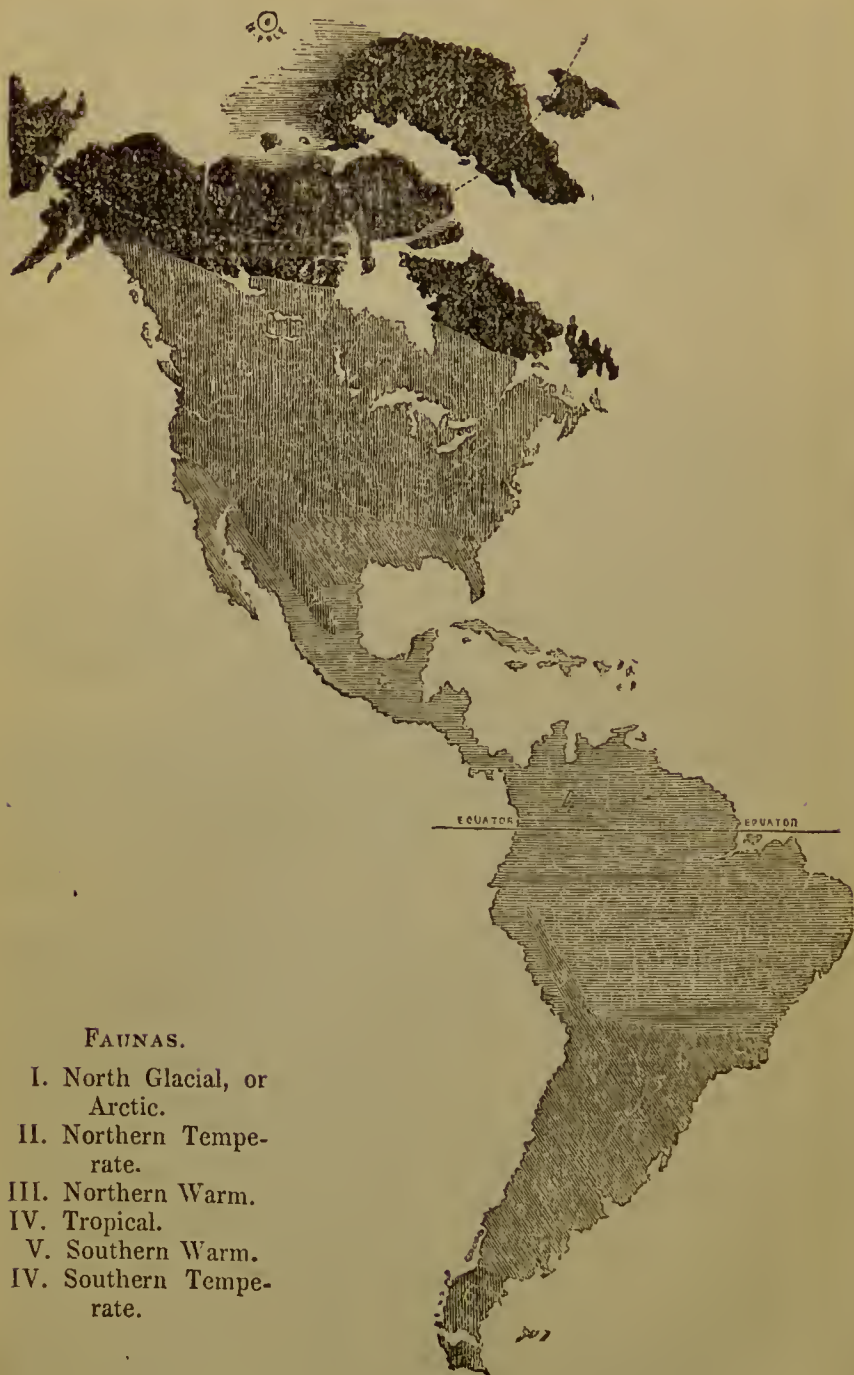 N. POLE
EQUATOR EQUATOR
FAUNAS.
I. North Glacial, or
Arctic.
II. Northern Tempe-
rate.
III. Northern Warm.
IV. Tropical.
V. Southern Warm.
IV. Southern Tempe-
rate.